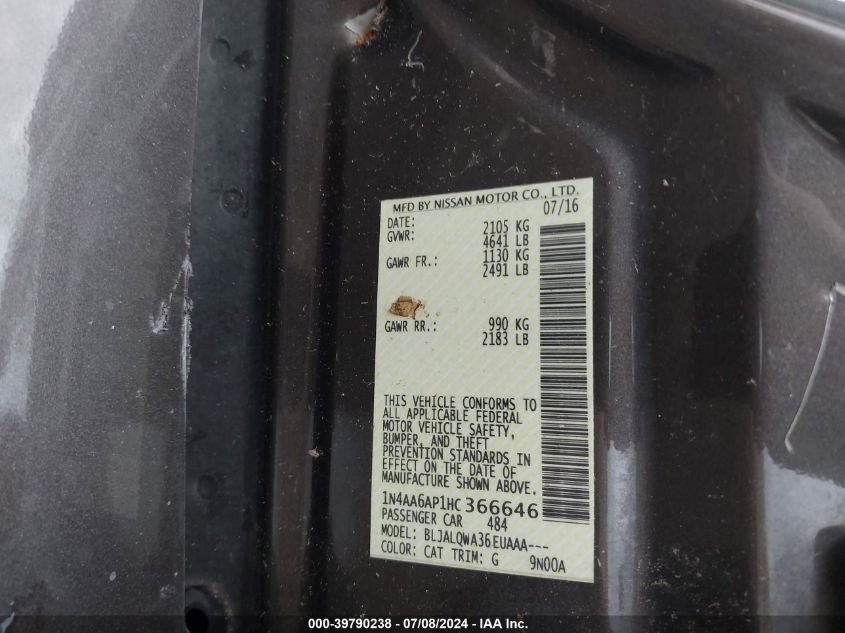 MFD BY NISSAN MOTOR CO., LTD.
DATE: 07/16
GVWR: 2105 KG
4641 LB
GAWR FR.: 1130 KG
2491 LB
GAWR RR.: 990 KG
2183 LB
THIS VEHICLE CONFORMS TO
ALL APPLICABLE FEDERAL
MOTOR VEHICLE SAFETY,
BUMPER, AND THEFT
PREVENTION STANDARDS IN
EFFECT ON THE DATE OF
MANUFACTURE SHOWN ABOVE.
1N4AA6AP1HC366646
PASSENGER CAR 484
MODEL: BLJALQWA36EUAAA---
COLOR: CAT TRIM: G 9N00A
000-39790238 - 07/08/2024 - IAA Inc.